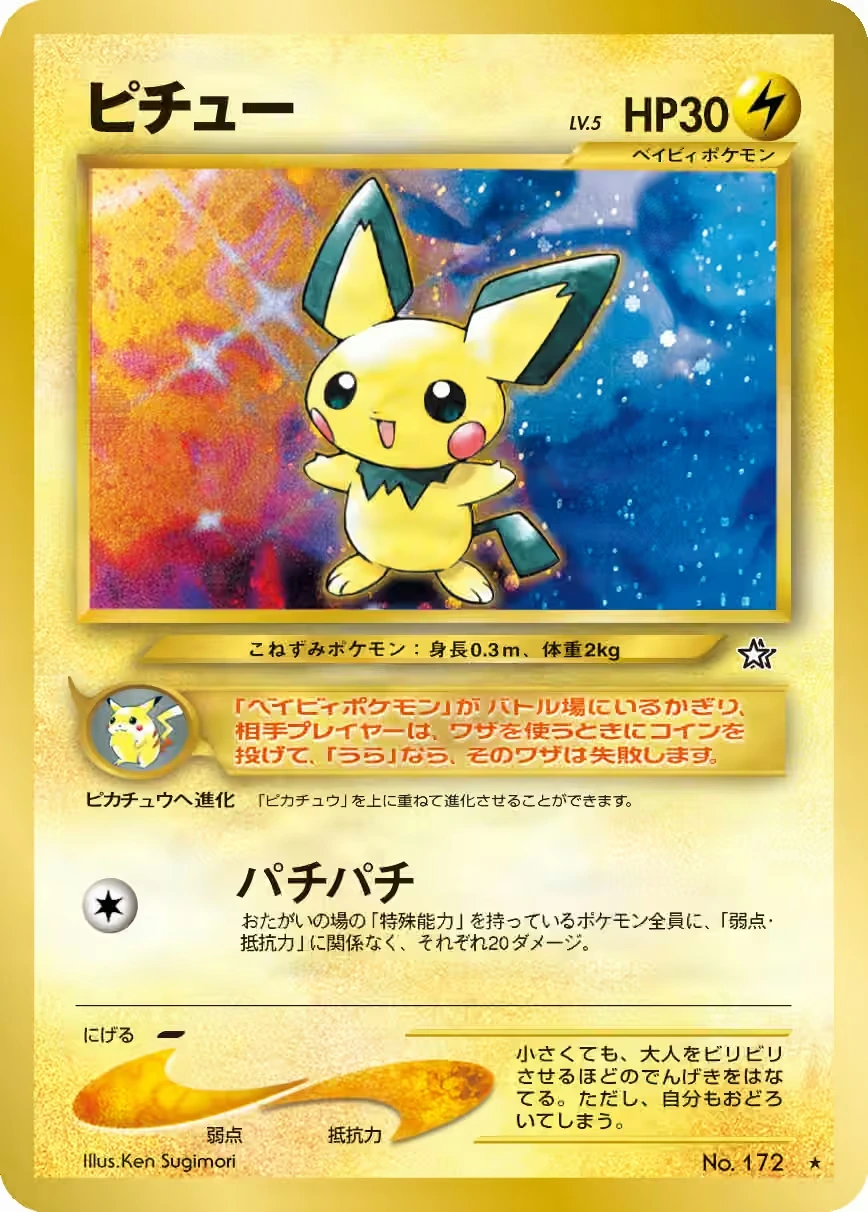 ピチュー
LV.5 HP30
ベイビィポケモン
こねずみポケモン：身長0.3m、体重2kg
「ベイビィポケモン」が バトル場にいるかぎり、
相手プレイヤーは、ワザを使うときにコインを
投げて、「うら」なら、そのワザは失敗します。
ピカチュウへ進化 「ピカチュウ」を上に重ねて進化させることができます。
パチパチ
おたがいの場の「特殊能力」を持っているポケモン全員に、「弱点・
抵抗力」に関係なく、それぞれ20ダメージ。
にげる
弱点
抵抗力
小さくても、大人をビリビリ
させるほどのでんげきをはな
てる。ただし、自分もおどろ
いてしまう。
Illus.Ken Sugimori
No. 172 ★